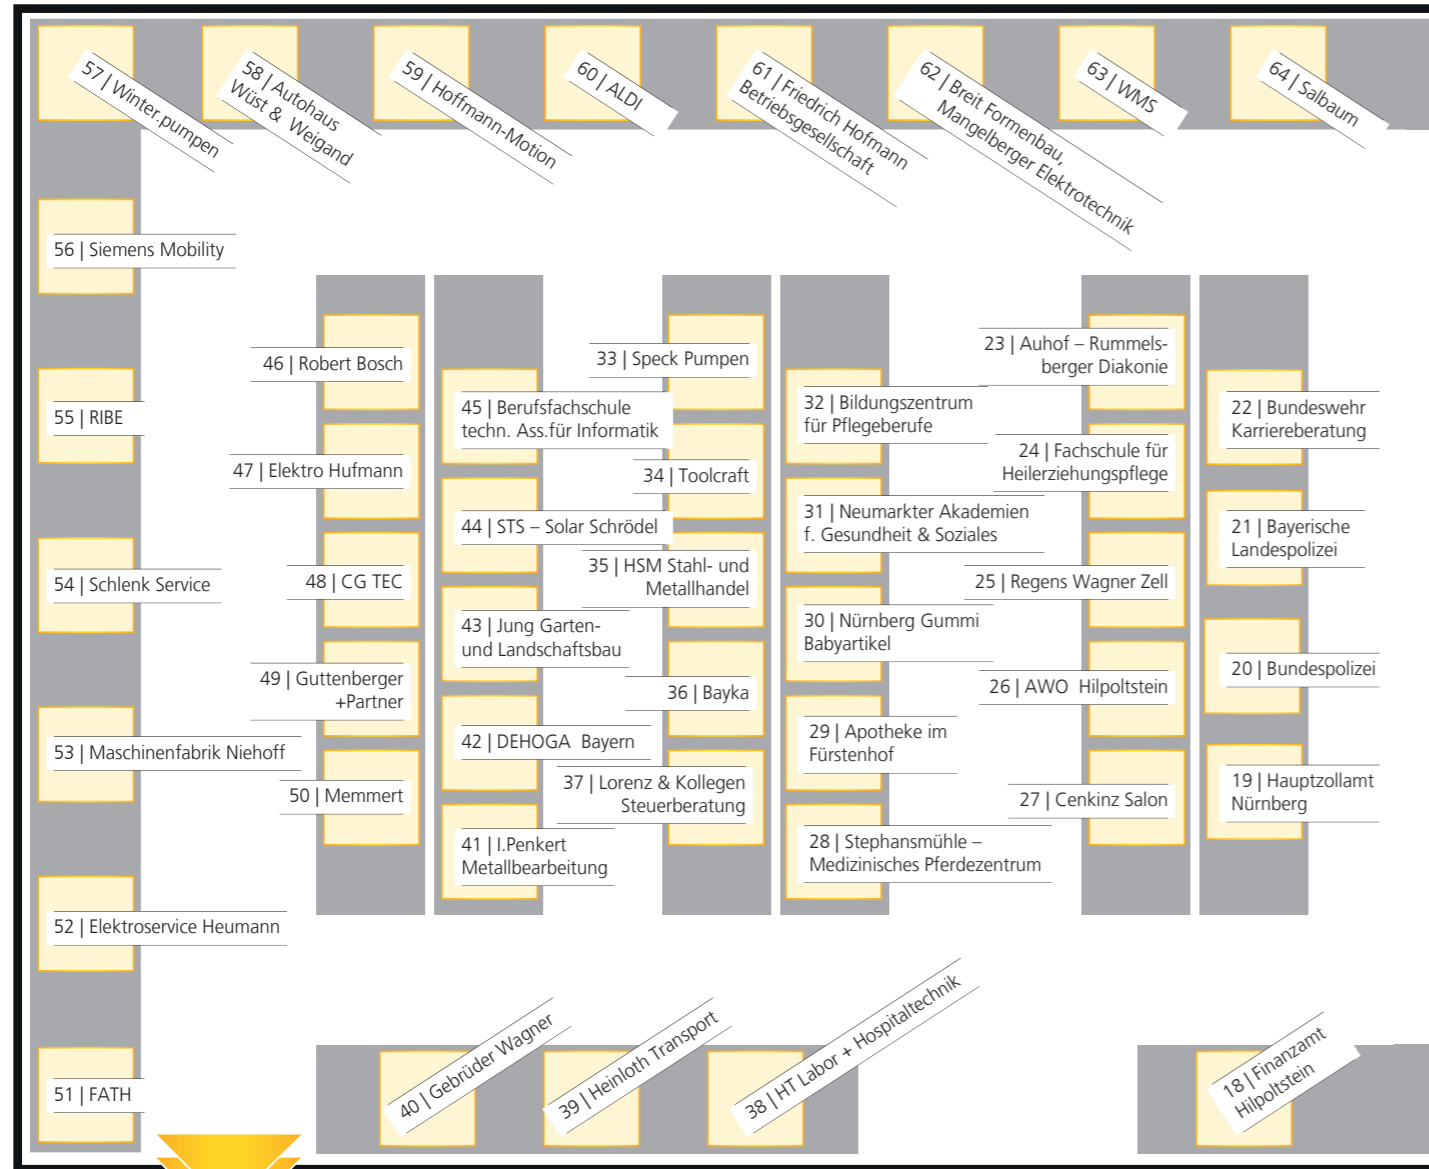 57 | Winter.pumpen
58 | Autohaus
Wüst & Weigand
59 | Hoffmann-Motion
60 | ALDI
61 | Friedrich Hofmann
Betriebsgesellschaft
62 | Breit Formenbau,
Mangelberger Elektrotechnik
63 | WMS
64 | Salbaum
56 | Siemens Mobility
55 | RIBE
54 | Schlenk Service
53 | Maschinenfabrik Niehoff
52 | Elektroservice Heumann
51 | FATH
46 | Robert Bosch
47 | Elektro Hufmann
48 | CG TEC
49 | Guttenberger
+Partner
50 | Memmert
45 | Berufsfachschule
techn. Ass.für Informatik
44 | STS – Solar Schrödel
43 | Jung Garten-
und Landschaftsbau
42 | DEHOGA Bayern
41 | I.Penkert
Metallbearbeitung
33 | Speck Pumpen
34 | Toolcraft
35 | HSM Stahl- und
Metallhandel
36 | Bayka
37 | Lorenz & Kollegen
Steuerberatung
32 | Bildungszentrum
für Pflegeberufe
31 | Neumarkter Akademien
f. Gesundheit & Soziales
30 | Nürnberg Gummi
Babyartikel
29 | Apotheke im
Fürstenhof
28 | Stephansmühle –
Medizinisches Pferdezentrum
23 | Auhof – Rummels-
berger Diakonie
24 | Fachschule für
Heilerziehungspflege
25 | Regens Wagner Zell
26 | AWO Hilpoltstein
27 | Cenkinz Salon
22 | Bundeswehr
Karriereberatung
21 | Bayerische
Landespolizei
20 | Bundespolizei
19 | Hauptzollamt
Nürnberg
40 | Gebrüder Wagner
39 | Heinloth Transport
38 | HT Labor + Hospitaltechnik
18 | Finanzamt
Hilpoltstein